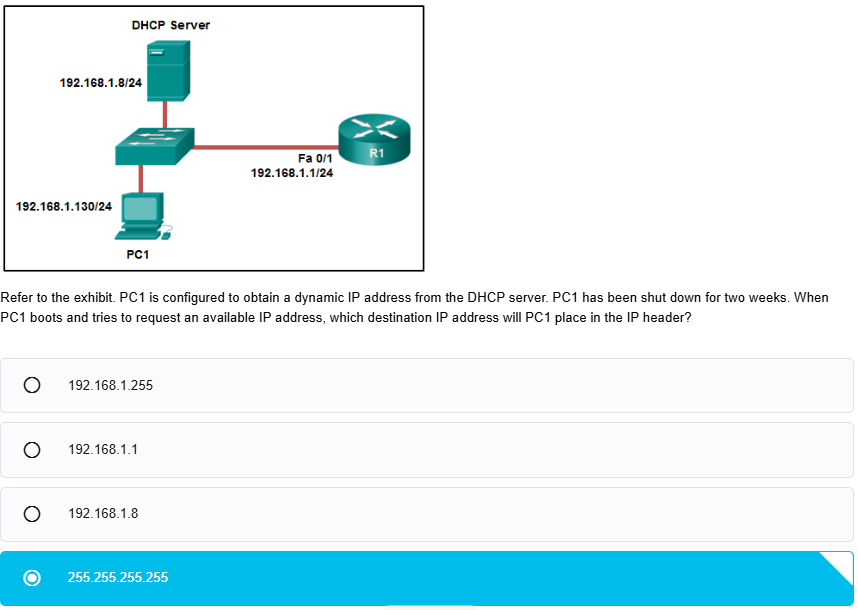 DHCP Server
192.168.1.8/24
R1
Fa 0/1
192.168.1.1/24
192.168.1.130/24
PC1
Refer to the exhibit. PC1 is configured to obtain a dynamic IP address from the DHCP server. PC1 has been shut down for two weeks. When
PC1 boots and tries to request an available IP address, which destination IP address will PC1 place in the IP header?
192.168.1.255
192.168.1.1
192.168.1.8
255.255.255.255